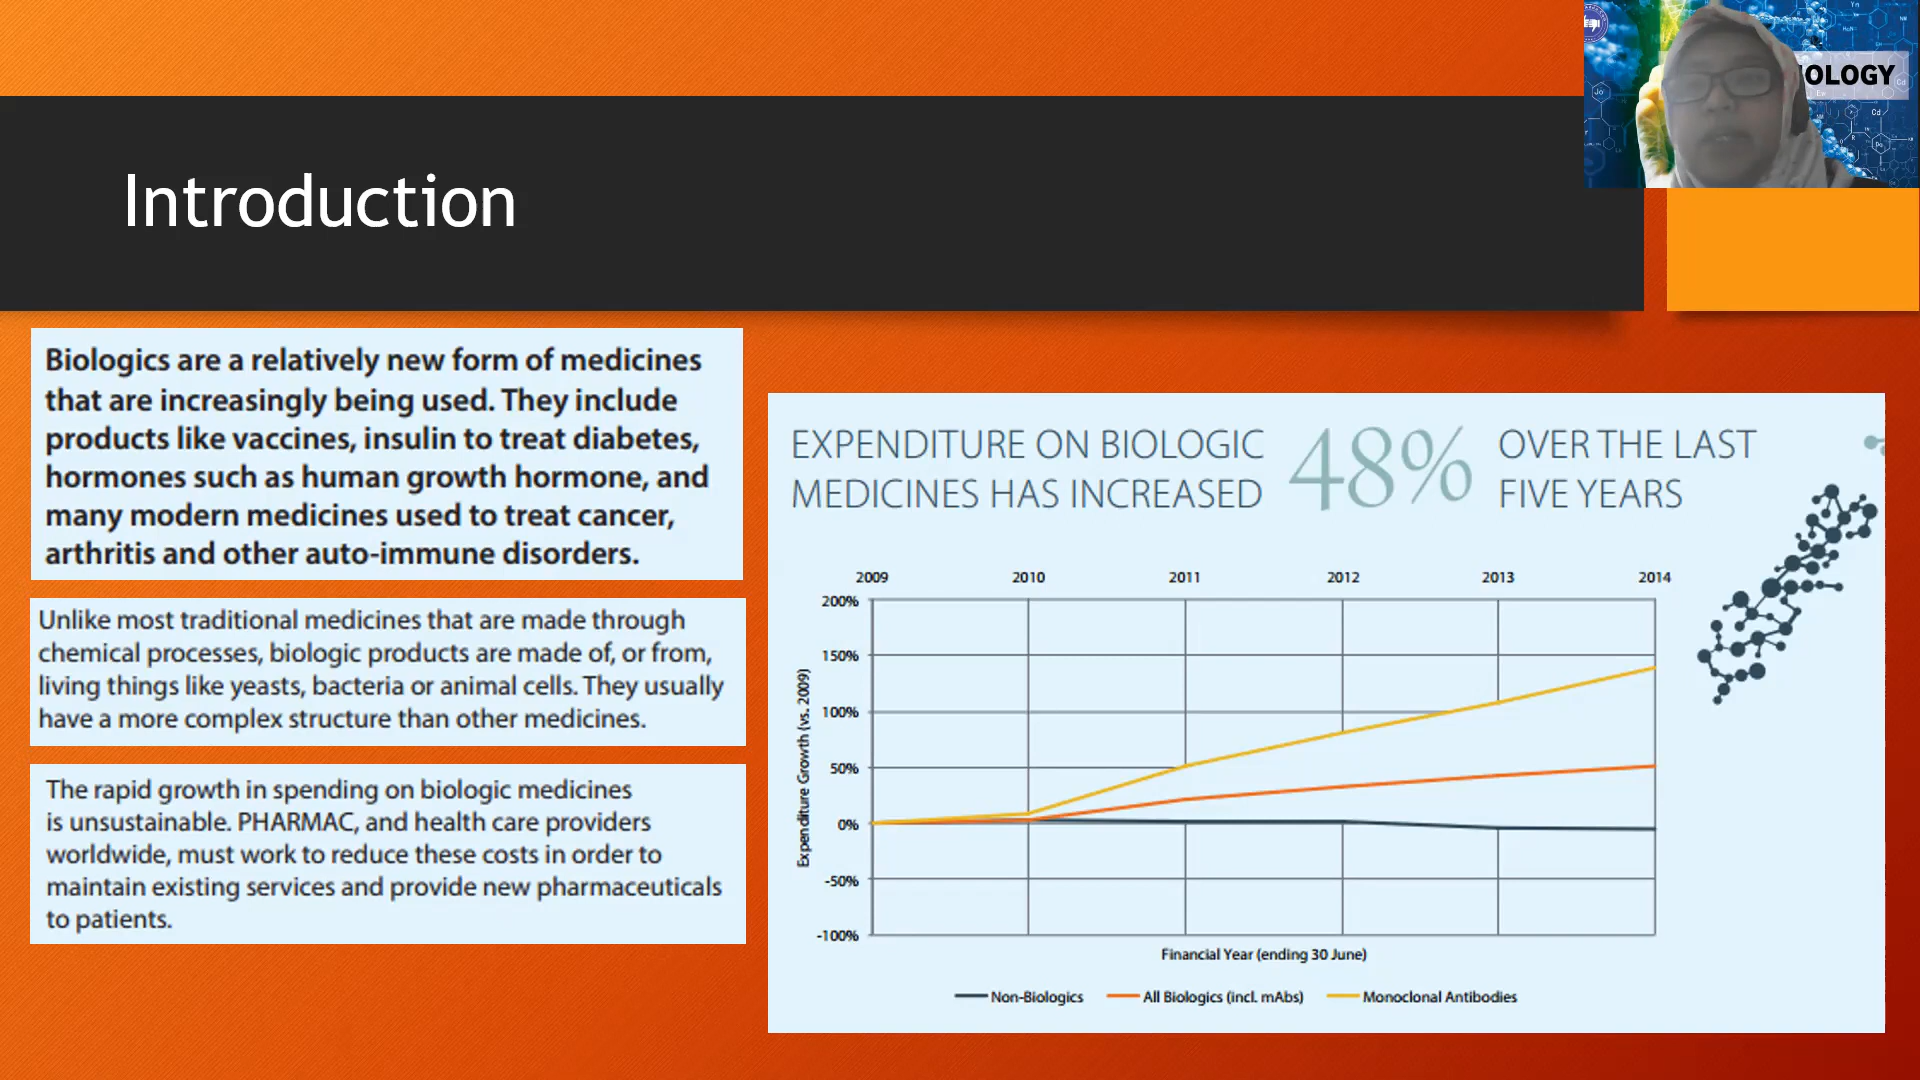 OLOGY
Introduction
Biologics are a relatively new form of medicines
that are increasingly being used. They include
products like vaccines, insulin to treat diabetes,
hormones such as human growth hormone, and
many modern medicines used to treat cancer,
arthritis and other auto-immune disorders.
Unlike most traditional medicines that are made through
chemical processes, biologic products are made of, or from,
living things like yeasts, bacteria or animal cells. They usually
have a more complex structure than other medicines.
The rapid growth in spending on biologic medicines
is unsustainable. PHARMAC, and health care providers
worldwide, must work to reduce these costs in order to
maintain existing services and provide new pharmaceuticals
to patients.
EXPENDITURE ON BIOLOGIC
MEDICINES HAS INCREASED
48%
OVER THE LAST
FIVE YEARS
2009 2010 2011 2012 2013 2014
200%
150%
100%
50%
0%
-50%
-100%
Expenditure Growth (vs. 2009)
Financial Year (ending 30 June)
Non-Biologics All Biologics (incl. mAbs) Monoclonal Antibodies